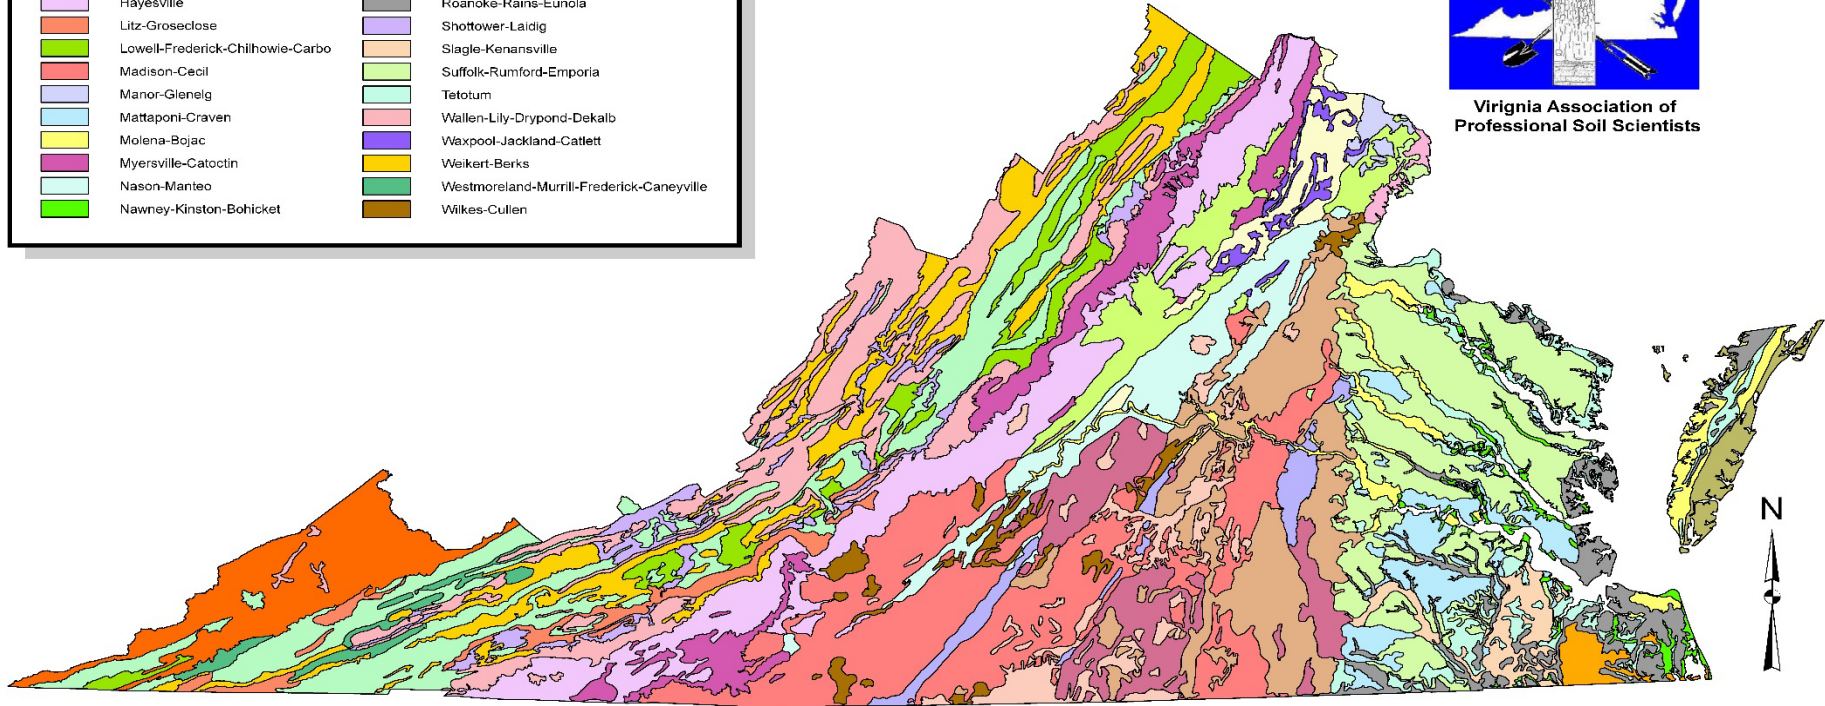 Hayesville
Litz-Groseclose
Lowell-Frederick-Chilhowie-Carbo
Madison-Cecil
Manor-Glenelg
Mattaponi-Craven
Molena-Bojac
Myersville-Catoctin
Nason-Manteo
Nawney-Kinston-Bohicket
Roanoke-Rains-Eunola
Shottower-Laidig
Slagle-Kenansville
Suffolk-Rumford-Emporia
Tetotum
Wallen-Lily-Drypond-Dekalb
Waxpool-Jackland-Catlett
Weikert-Berks
Westmoreland-Murrill-Frederick-Caneyville
Wilkes-Cullen
Virignia Association of
Professional Soil Scientists
N